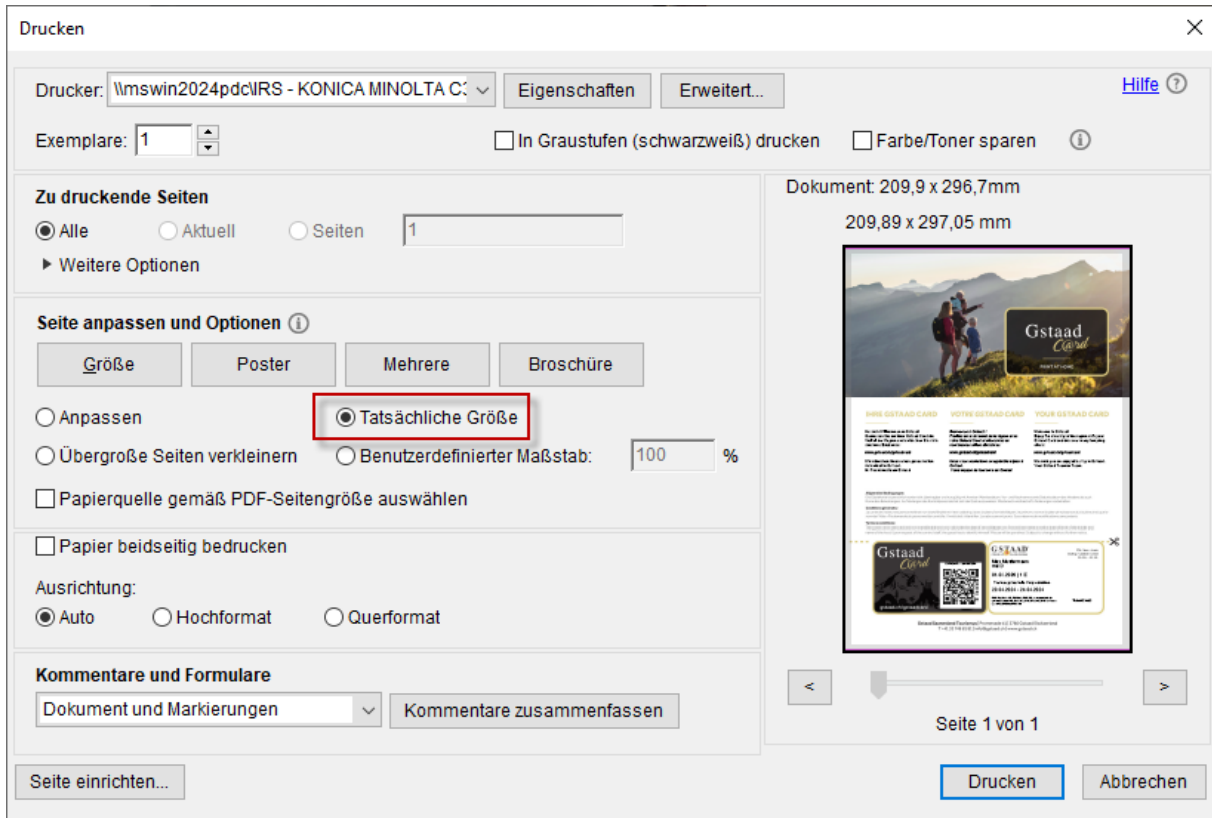 Drucken
Drucker: \\mswin2024pdc\IRS - KONICA MINOLTA C3
Eigenschaften
Erweitert...
Hilfe
Exemplare: 1
In Graustufen (schwarzweiß) drucken
Farbe/Toner sparen
Zu druckende Seiten
Alle
Aktuell
Seiten
1
Weitere Optionen
Seite anpassen und Optionen
Größe
Poster
Mehrere
Broschüre
Anpassen
Tatsächliche Größe
Übergroße Seiten verkleinern
Benutzerdefinierter Maßstab: 100 %
Papierquelle gemäß PDF-Seitengröße auswählen
Papier beidseitig bedrucken
Ausrichtung:
Auto
Hochformat
Querformat
Kommentare und Formulare
Dokument und Markierungen
Kommentare zusammenfassen
Seite einrichten...
Dokument: 209,9 x 296,7mm
209,89 x 297,05 mm
Gstaad
Card
PRINT AT HOME
IHRE GSTAAD CARD
VOTRE GSTAAD CARD
YOUR GSTAAD CARD
Gstaad
Card
GSTAAD
<
>
Seite 1 von 1
Drucken
Abbrechen